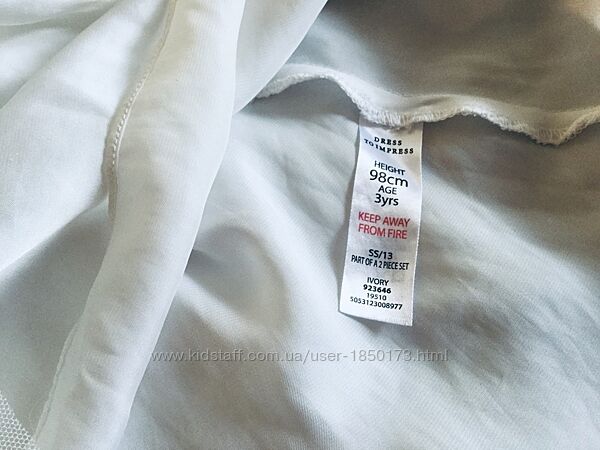 DRESS
TO IMPRESS
HEIGHT
98cm
AGE
3yrs
KEEP AWAY
FROM FIRE
SS/13
PART OF A 2 PIECE SET
IVORY
923646
19510
5053123008977
www.kidstaff.com.ua/user-1850173.html